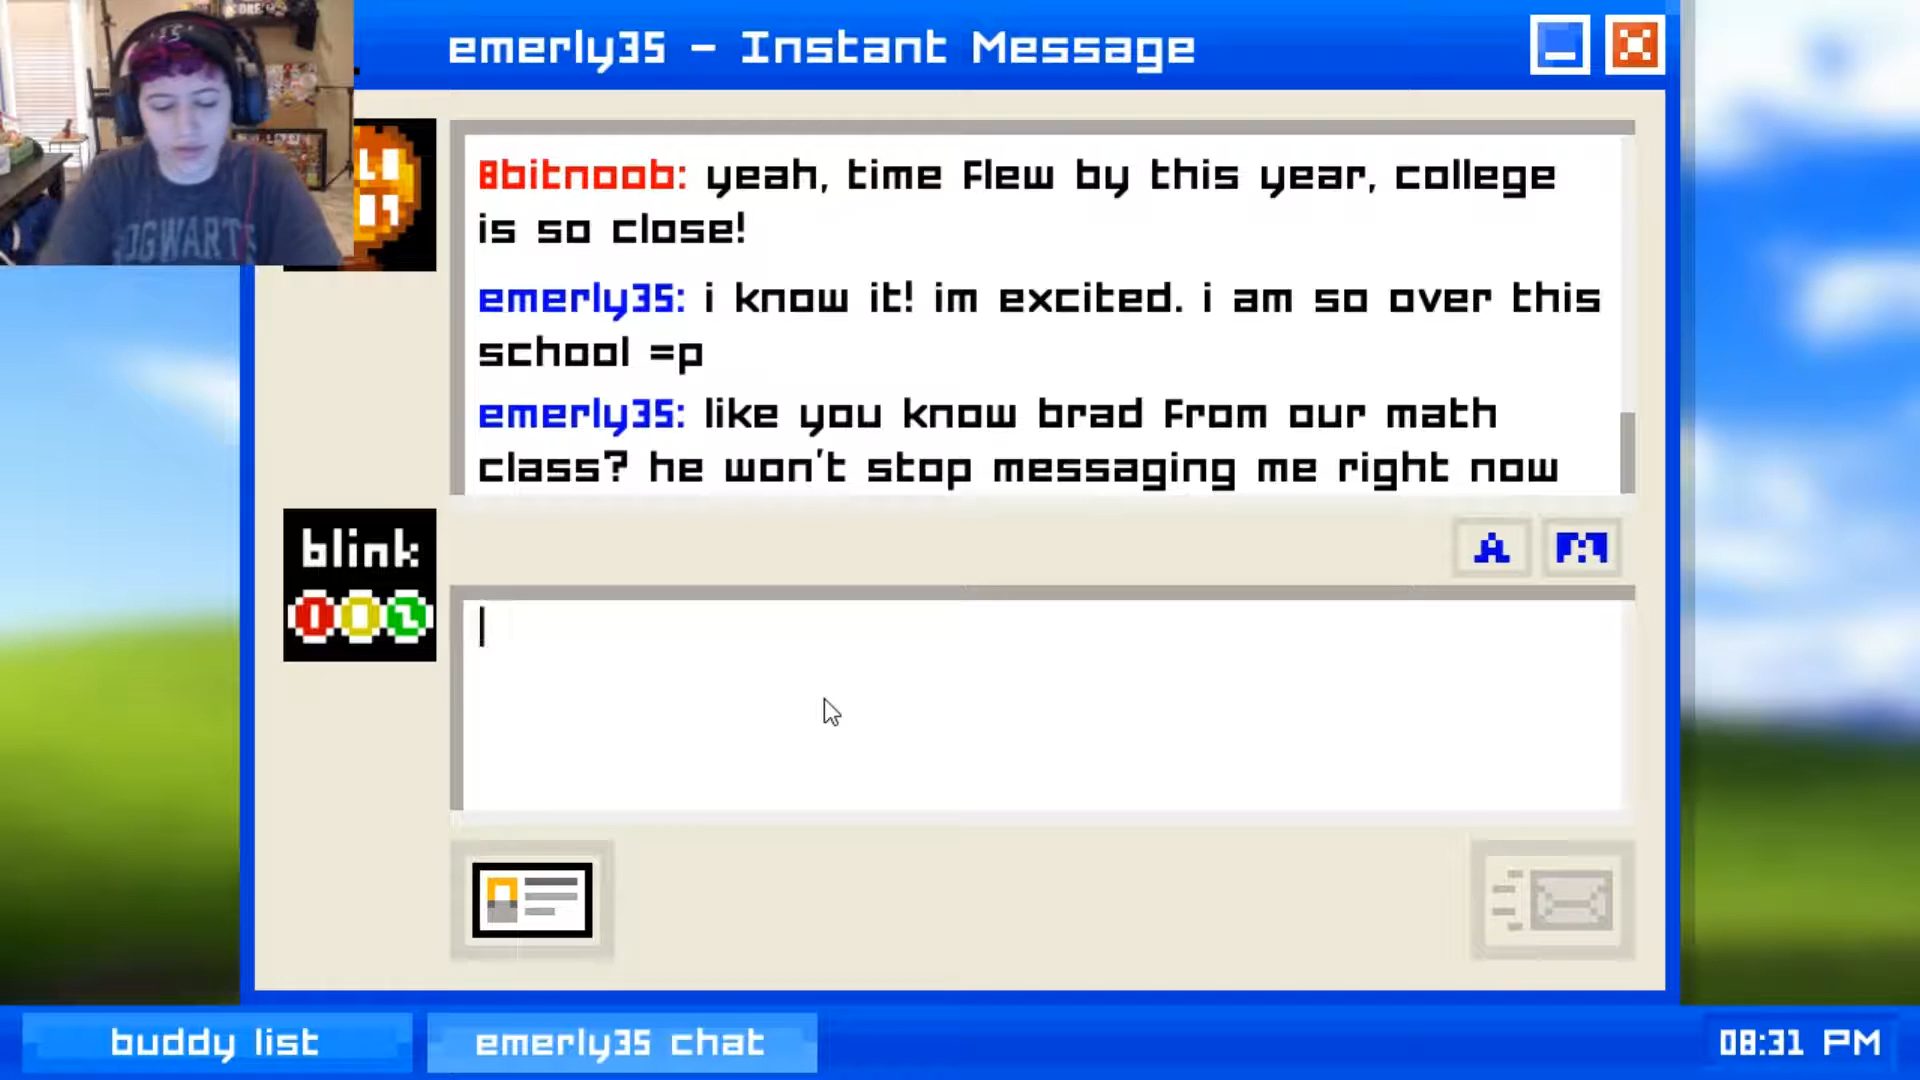 emerly35 - Instant Message
8bitnoob: yeah, time flew by this year, college
is so close!
emerly35: i know it! im excited. i am so over this
school =p
emerly35: like you know brad from our math
class? he won't stop messaging me right now
blink
182
A
buddy list
emerly35 chat
08:31 PM